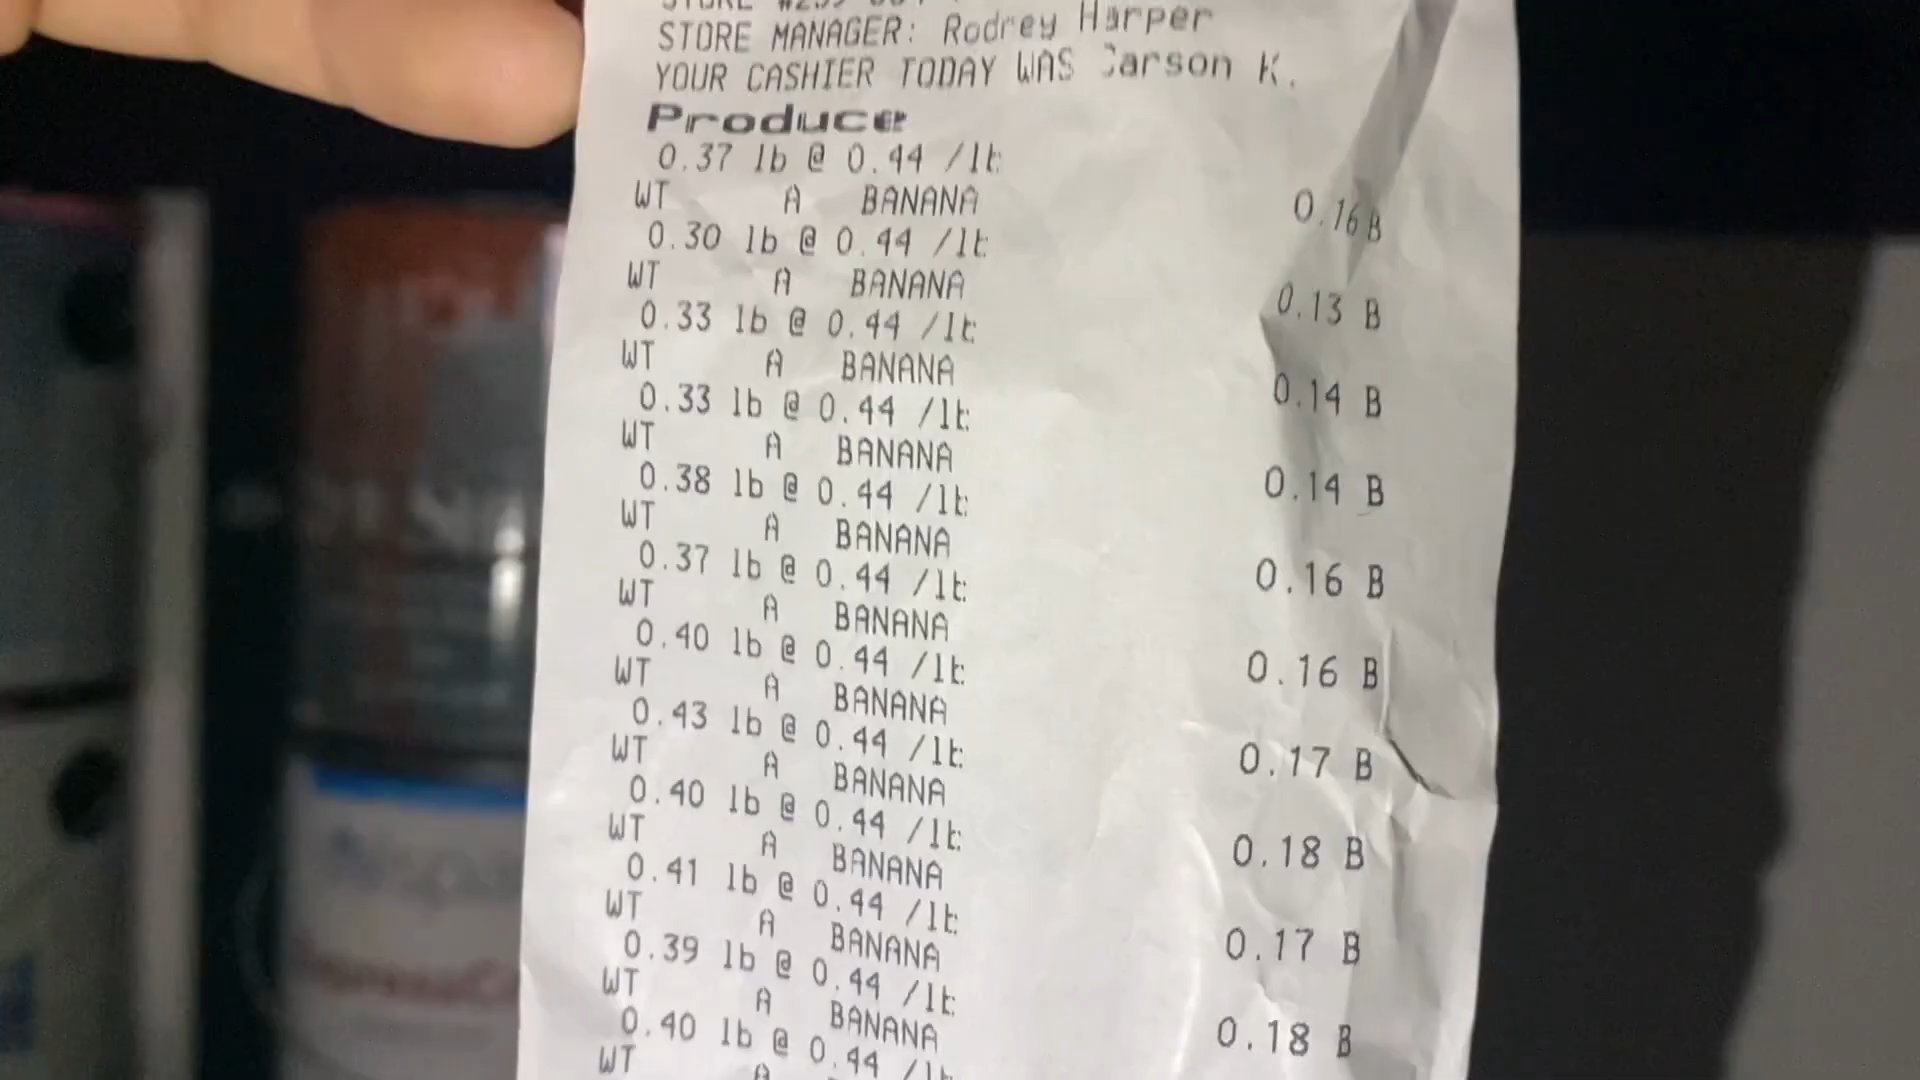 STORE MANAGER: Rodney Harper
YOUR CASHIER TODAY WAS Carson K.
Produce
0.37 lb @ 0.44 /lb
WT A BANANA 0.16 B
0.30 lb @ 0.44 /lb
WT A BANANA 0.13 B
0.33 lb @ 0.44 /lb
WT A BANANA 0.14 B
0.33 lb @ 0.44 /lb
WT A BANANA 0.14 B
0.38 lb @ 0.44 /lb
WT A BANANA 0.16 B
0.37 lb @ 0.44 /lb
WT A BANANA 0.16 B
0.40 lb @ 0.44 /lb
WT A BANANA 0.17 B
0.43 lb @ 0.44 /lb
WT A BANANA 0.18 B
0.40 lb @ 0.44 /lb
WT A BANANA 0.17 B
0.41 lb @ 0.44 /lb
WT A BANANA 0.18 B
0.39 lb @ 0.44 /lb
WT A BANANA
0.40 lb @ 0.44 /lb
WT A